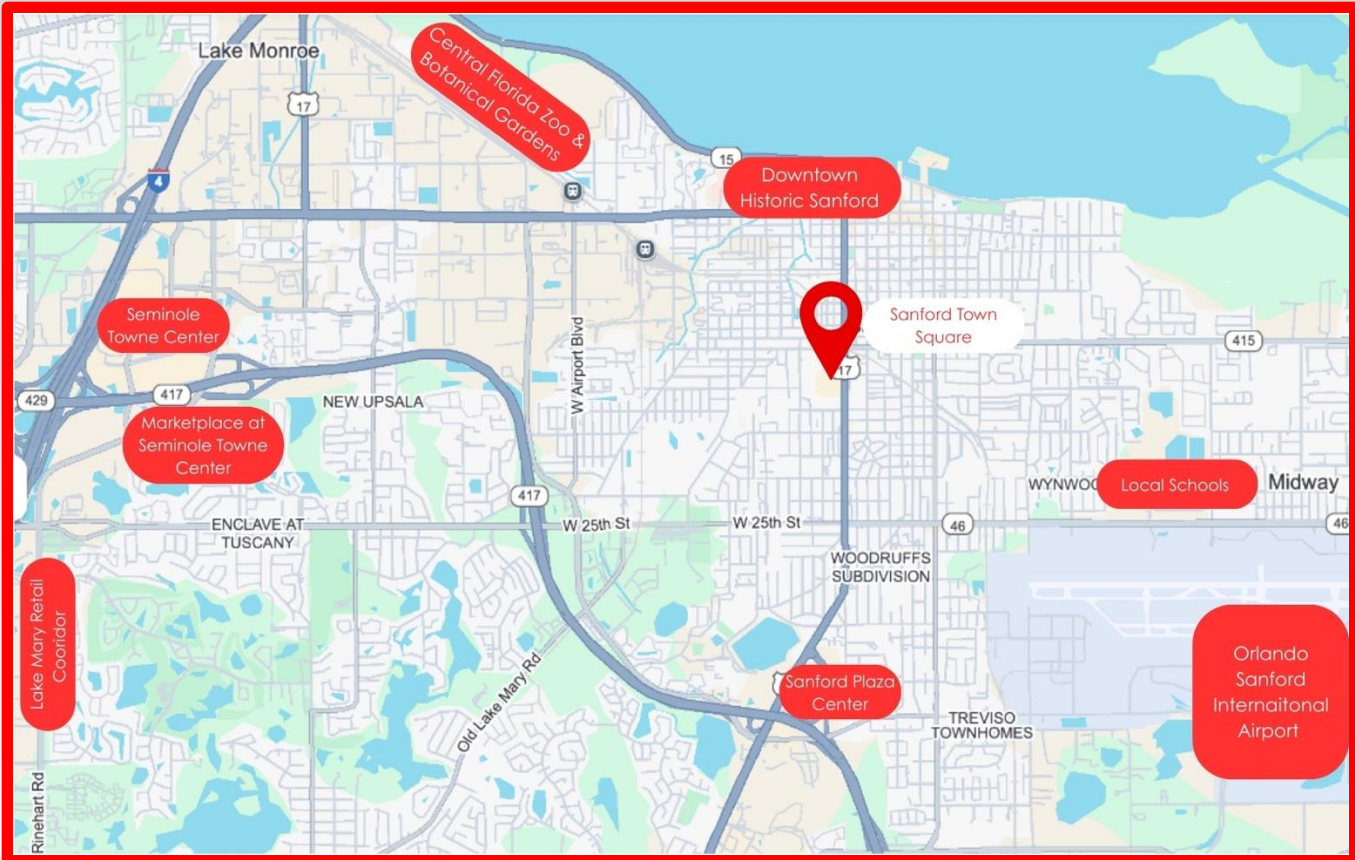 Lake Monroe
Central Florida Zoo &
Botanical Gardens
17
15
4
Downtown
Historic Sanford
Seminole
Towne Center
Sanford Town
Square
415
17
W Airport Blvd
429
417
NEW UPSALA
Marketplace at
Seminole Towne
Center
417
WYNWOO
Local Schools
Midway
ENCLAVE AT
TUSCANY
W 25th St
W 25th St
46
46
WOODRUFFS
SUBDIVISION
Lake Mary Retail
Cooridor
Orlando
Sanford
Internaitonal
Airport
Old Lake Mary Rd
Sanford Plaza
Center
TREVISO
TOWNHOMES
Rinehart Rd